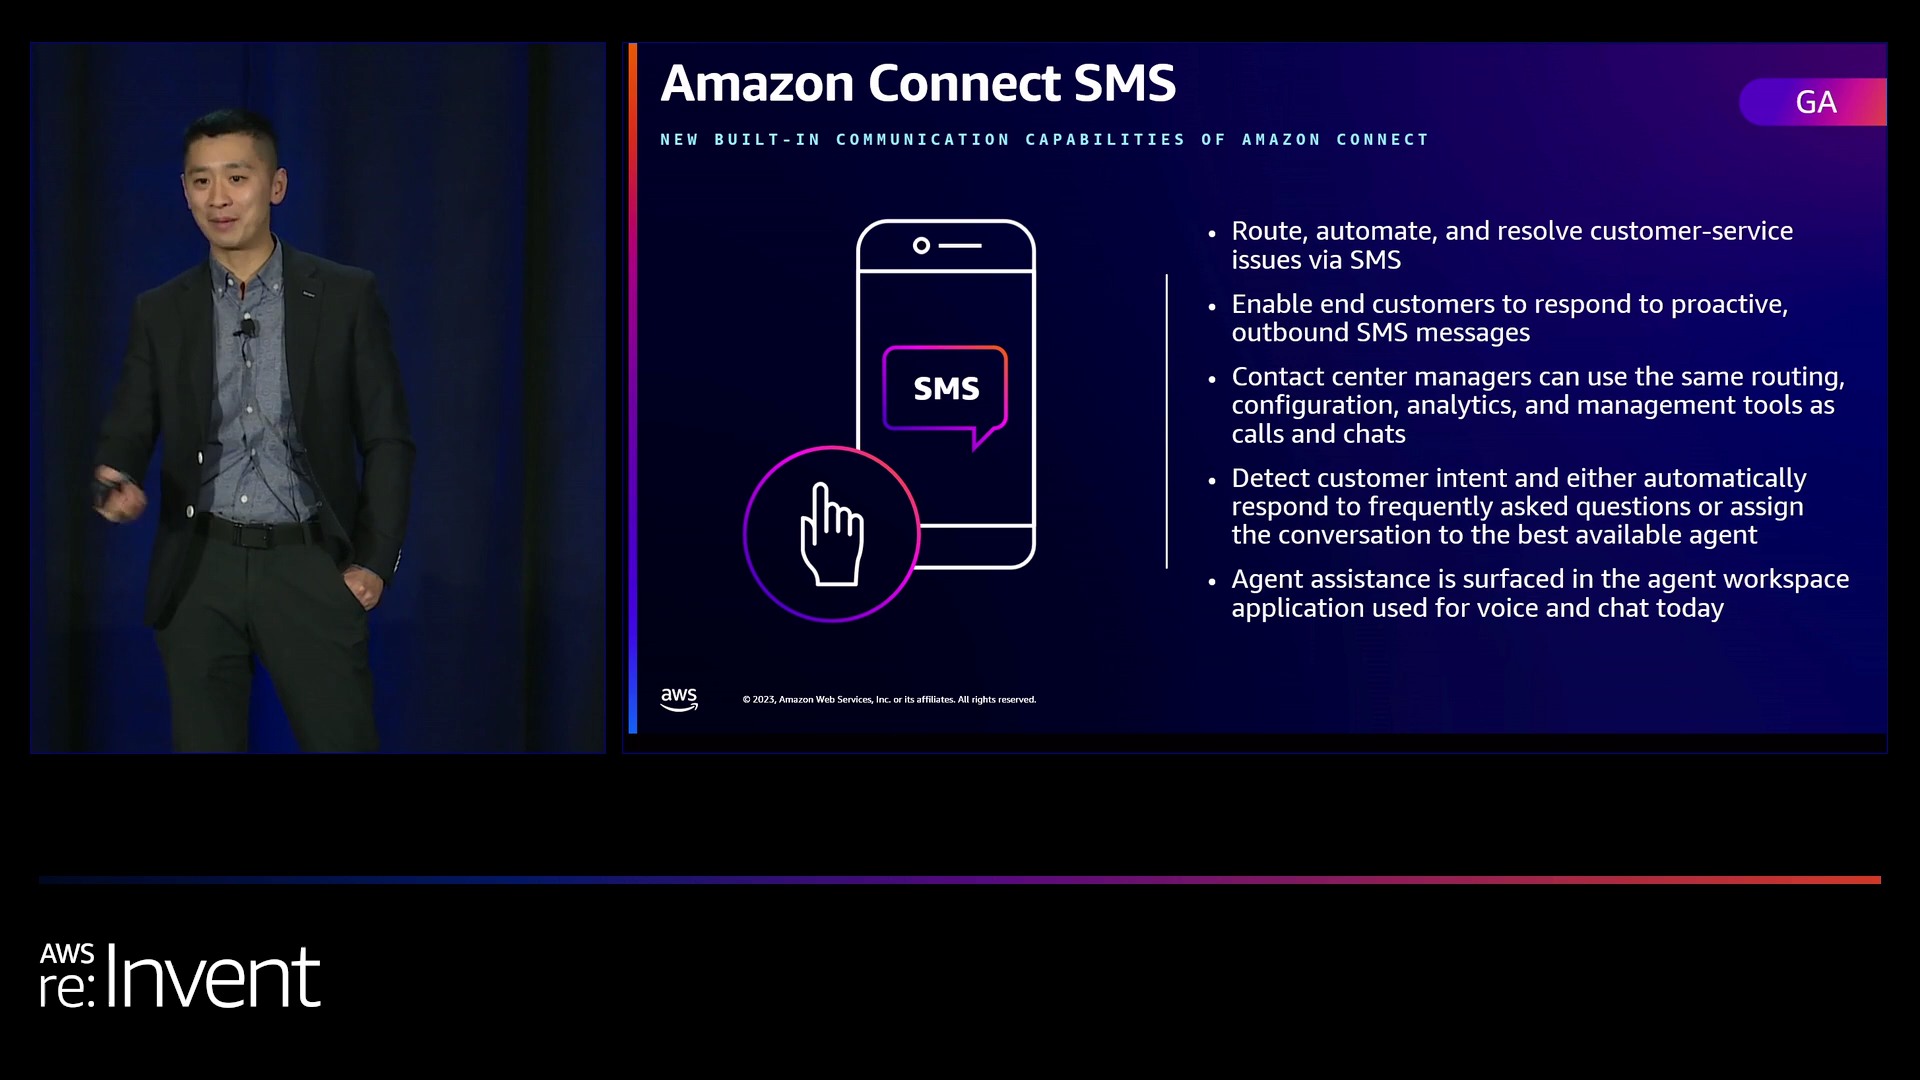 Amazon Connect SMS
GA
NEW BUILT-IN COMMUNICATION CAPABILITIES OF AMAZON CONNECT
SMS
• Route, automate, and resolve customer-service
issues via SMS
• Enable end customers to respond to proactive,
outbound SMS messages
• Contact center managers can use the same routing,
configuration, analytics, and management tools as
calls and chats
• Detect customer intent and either automatically
respond to frequently asked questions or assign
the conversation to the best available agent
• Agent assistance is surfaced in the agent workspace
application used for voice and chat today
aws
© 2023, Amazon Web Services, Inc. or its affiliates. All rights reserved.
AWS
re:Invent